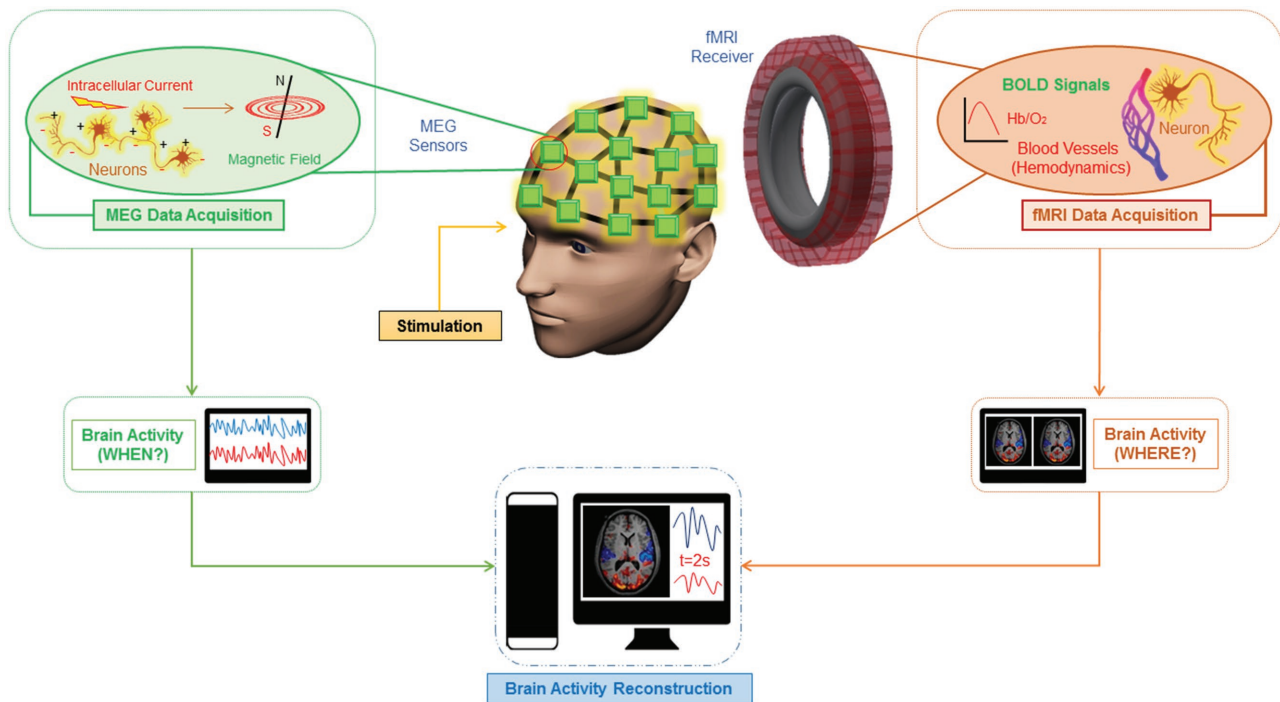 Intracellular Current
N
S
Magnetic Field
Neurons
MEG Data Acquisition
MEG
Sensors
fMRI
Receiver
BOLD Signals
Hb/O₂
Neuron
Blood Vessels
(Hemodynamics)
fMRI Data Acquisition
Stimulation
Brain Activity
(WHEN?)
Brain Activity
(WHERE?)
t=2s
Brain Activity Reconstruction